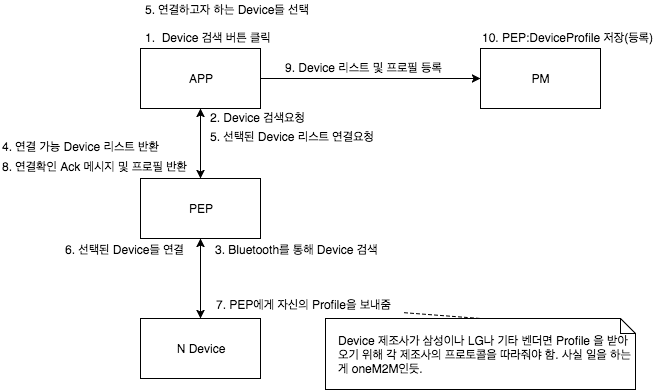 5. 연결하고자 하는 Device들 선택
1. Device 검색 버튼 클릭
10. PEP:DeviceProfile 저장(등록)
APP
9. Device 리스트 및 프로필 등록
PM
2. Device 검색요청
5. 선택된 Device 리스트 연결요청
4. 연결 가능 Device 리스트 반환
8. 연결확인 Ack 메시지 및 프로필 반환
PEP
6. 선택된 Device들 연결
3. Bluetooth를 통해 Device 검색
7. PEP에게 자신의 Profile을 보내줌
N Device
Device 제조사가 삼성이나 LG나 기타 벤더면 Profile 을 받아
오기 위해 각 제조사의 프로토콜을 따라줘야 함. 사실 일을 하는
게 oneM2M인듯.